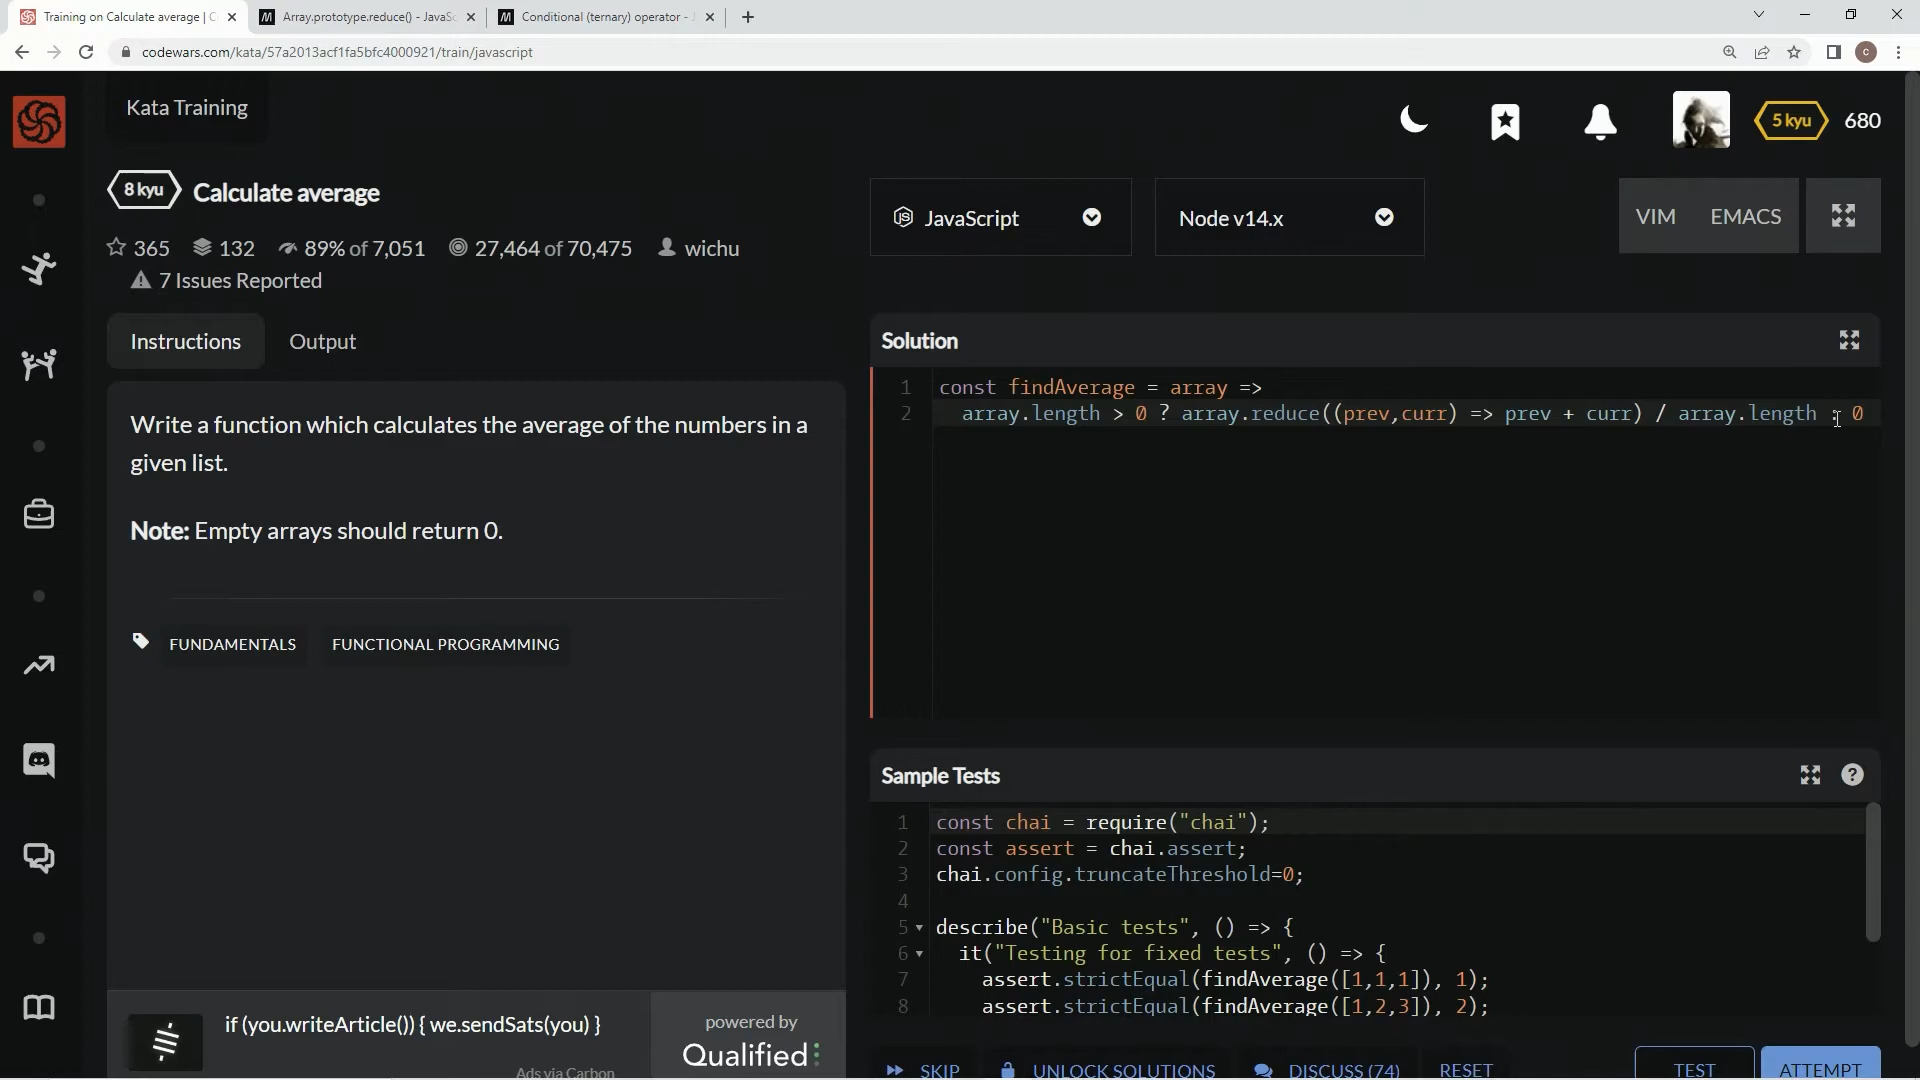 Training on Calculate average | C
Array.prototype.reduce() - JavaSc
Conditional (ternary) operator - J
codewars.com/kata/57a2013acf1fa5bfc4000921/train/javascript
c
Kata Training
5 kyu
680
8 kyu
Calculate average
365
132
89% of 7,051
27,464 of 70,475
wichu
7 Issues Reported
JavaScript
Node v14.x
VIM
EMACS
Instructions
Output
Write a function which calculates the average of the numbers in a
given list.
Note: Empty arrays should return 0.
FUNDAMENTALS
FUNCTIONAL PROGRAMMING
if (you.writeArticle()) { we.sendSats(you) }
Ads via Carbon
powered by
Qualified
Solution
1 const findAverage = array =>
2 array.length > 0 ? array.reduce((prev,curr) => prev + curr) / array.length : 0
Sample Tests
1 const chai = require("chai");
2 const assert = chai.assert;
3 chai.config.truncateThreshold=0;
4
5 describe("Basic tests", () => {
6 it("Testing for fixed tests", () => {
7 assert.strictEqual(findAverage([1,1,1]), 1);
8 assert.strictEqual(findAverage([1,2,3]), 2);
SKIP
UNLOCK SOLUTIONS
DISCUSS (74)
RESET
TEST
ATTEMPT